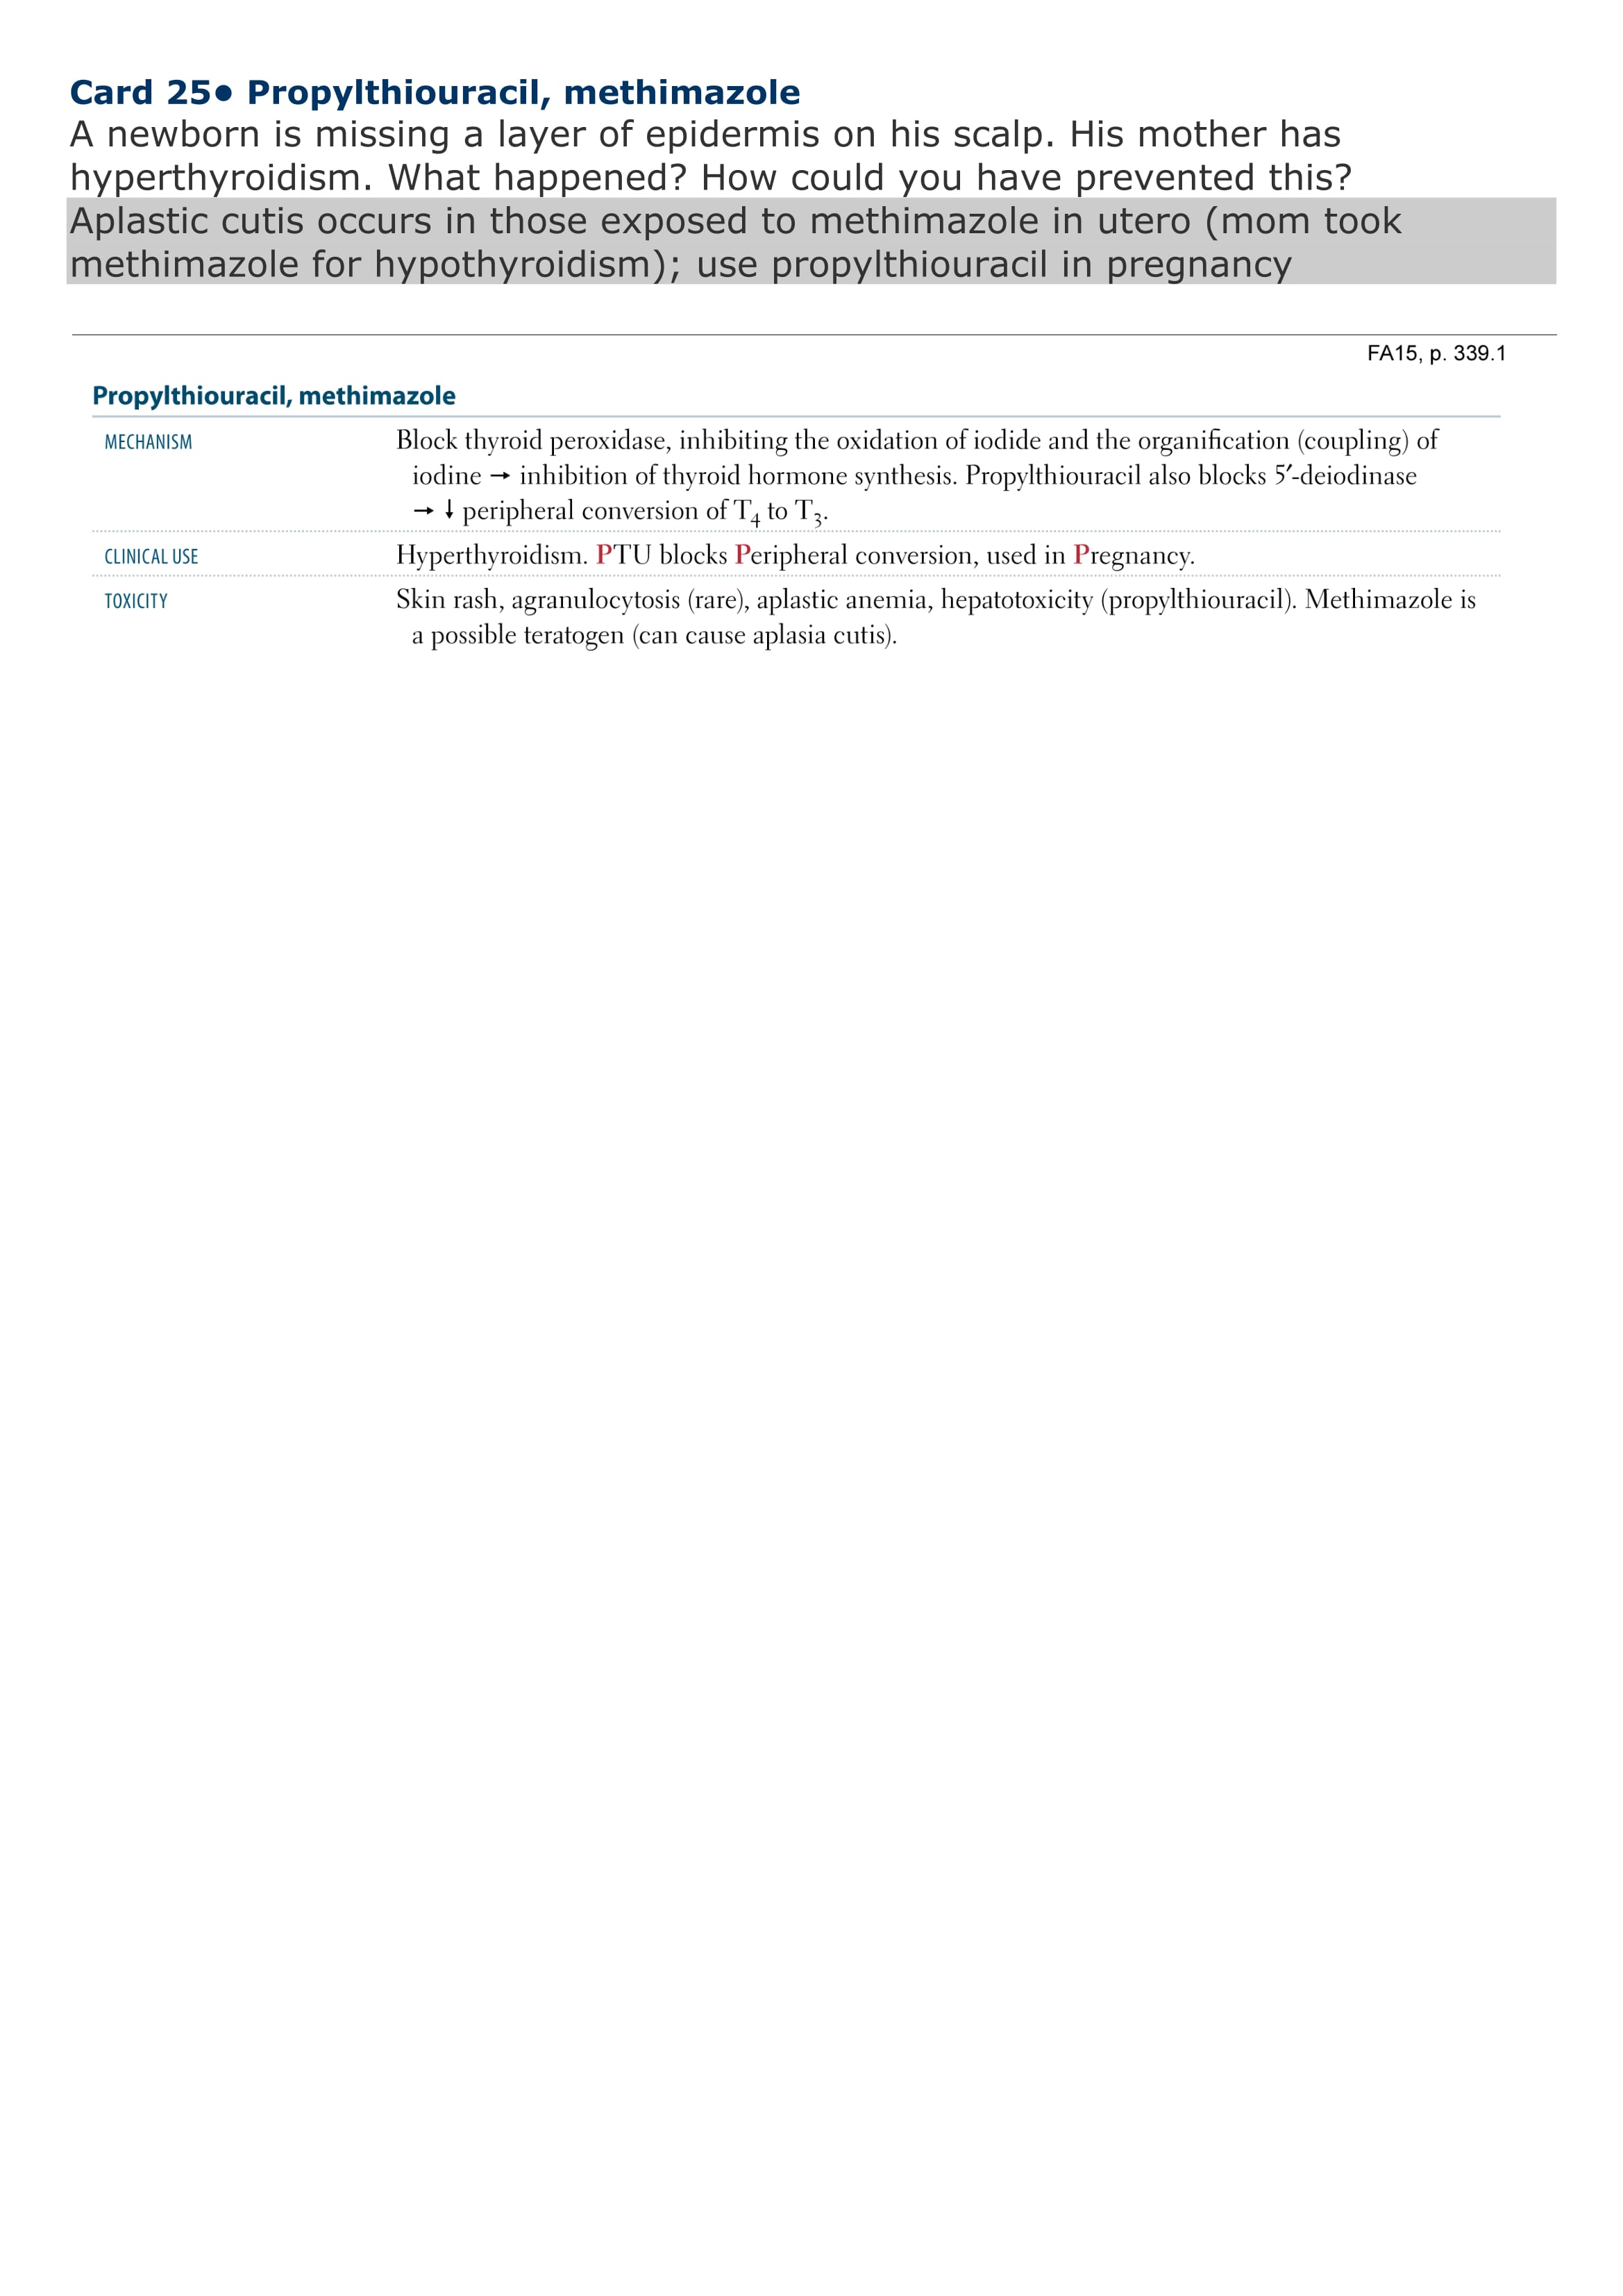 Card 25• Propylthiouracil, methimazole
A newborn is missing a layer of epidermis on his scalp. His mother has
hyperthyroidism. What happened? How could you have prevented this?
Aplastic cutis occurs in those exposed to methimazole in utero (mom took
methimazole for hypothyroidism); use propylthiouracil in pregnancy
FA15, p. 339.1
Propylthiouracil, methimazole
MECHANISM Block thyroid peroxidase, inhibiting the oxidation of iodide and the organification (coupling) of
iodine → inhibition of thyroid hormone synthesis. Propylthiouracil also blocks 5′-deiodinase
→ ↓ peripheral conversion of T₄ to T₃.
CLINICAL USE Hyperthyroidism. PTU blocks Peripheral conversion, used in Pregnancy.
TOXICITY Skin rash, agranulocytosis (rare), aplastic anemia, hepatotoxicity (propylthiouracil). Methimazole is
a possible teratogen (can cause aplasia cutis).